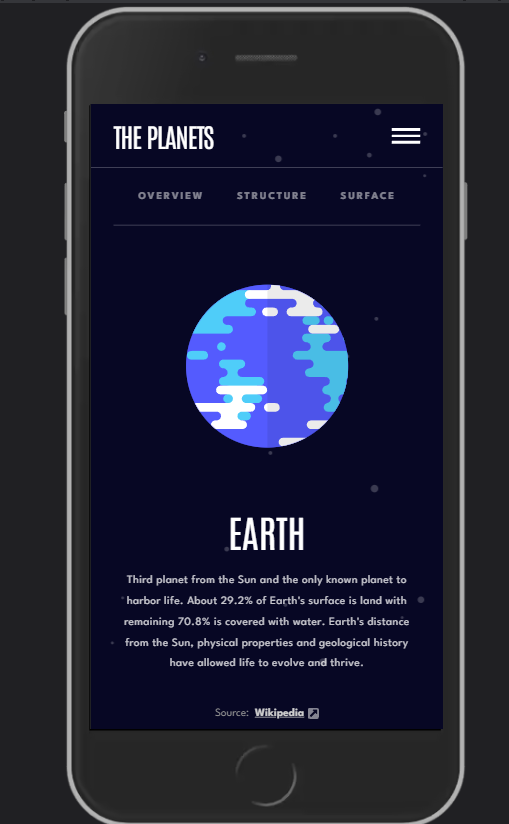 THE PLANETS
OVERVIEW STRUCTURE SURFACE
EARTH
Third planet from the Sun and the only known planet to
harbor life. About 29.2% of Earth's surface is land with
remaining 70.8% is covered with water. Earth's distance
from the Sun, physical properties and geological history
have allowed life to evolve and thrive.
Source: Wikipedia